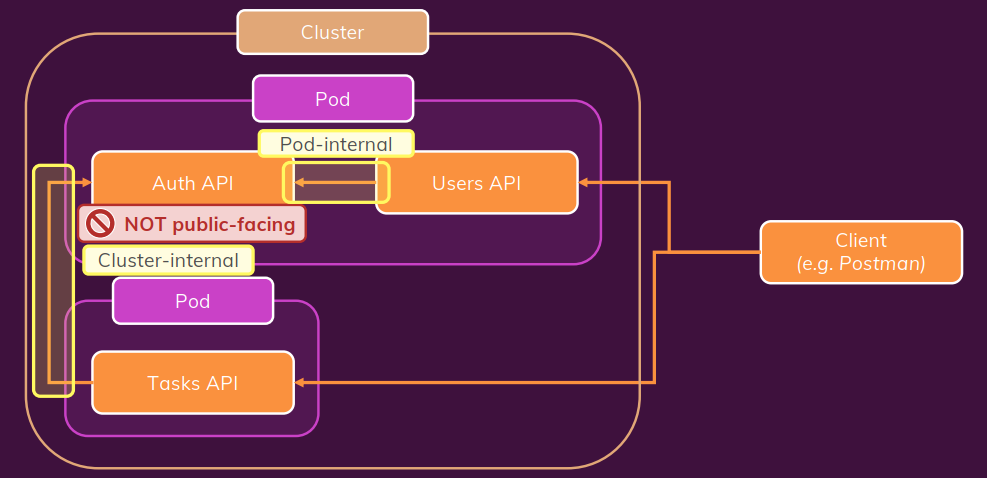 Cluster
Pod
Pod-internal
Auth API
Users API
NOT public-facing
Cluster-internal
Client
(e.g. Postman)
Pod
Tasks API